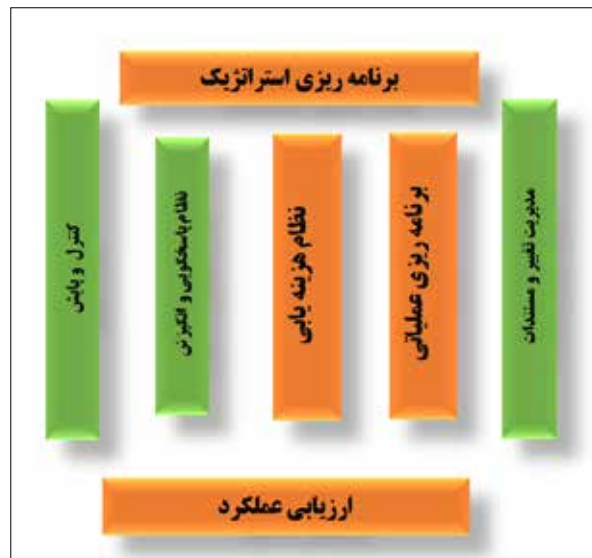 برنامه ریزی استراتژیک
مدیریت تغییر و مستندات
برنامه ریزی عملیاتی
نظام هزینه یابی
نظام پاسخگویی و انگیزش
کنترل و پایش
ارزیابی عملکرد